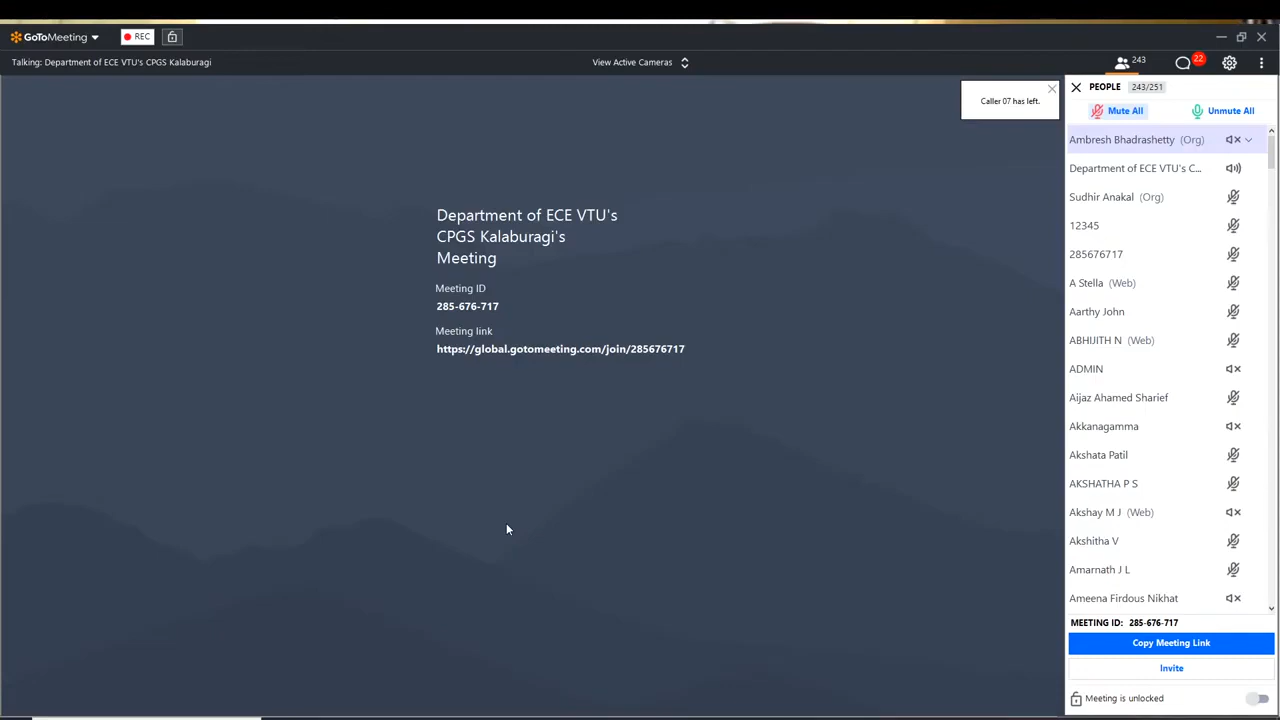 GoToMeeting
REC
Talking: Department of ECE VTU's CPGS Kalaburagi
View Active Cameras
243
22
Caller 07 has left.
Department of ECE VTU's
CPGS Kalaburagi's
Meeting
Meeting ID
285-676-717
Meeting link
https://global.gotomeeting.com/join/285676717
PEOPLE 243/251
Mute All Unmute All
Ambresh Bhadrashetty (Org)
Department of ECE VTU's C...
Sudhir Anakal (Org)
12345
285676717
A Stella (Web)
Aarthy John
ABHIJITH N (Web)
ADMIN
Aijaz Ahamed Sharief
Akkanagamma
Akshata Patil
AKSHATHA P S
Akshay M J (Web)
Akshitha V
Amarnath J L
Ameena Firdous Nikhat
MEETING ID: 285-676-717
Copy Meeting Link
Invite
Meeting is unlocked